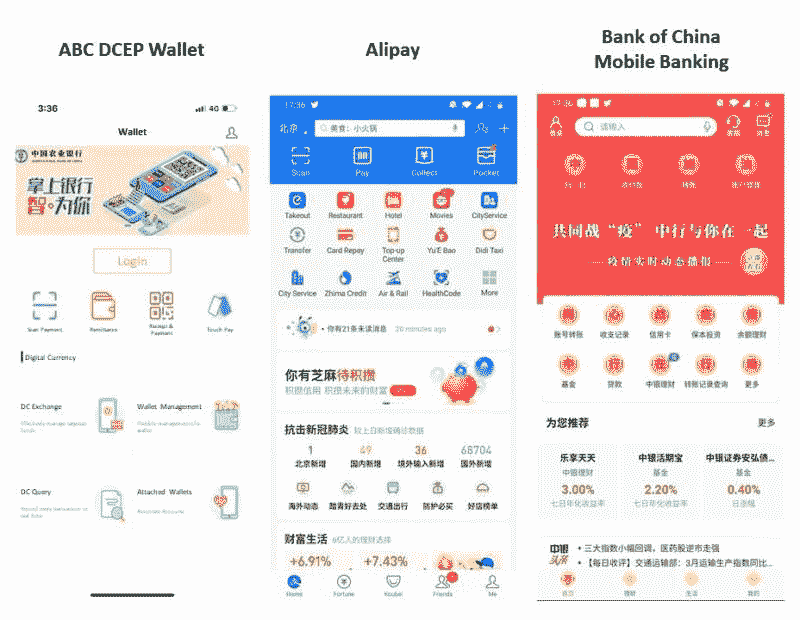 ABC DCEP Wallet
Alipay
Bank of China
Mobile Banking
3:36
4G
Wallet
中国农业银行
掌上银行
智·为你
Login
Scan Payment
Remittance
Receipt &
Payment
Touch Pay
Digital Currency
DC Exchange
Wallet Management
DC Query
Attached Wallets
17:36
北京
美食: 小火锅
Scan
Pay
Collect
Pocket
Takeout
Restaurant
Hotel
Movies
CityService
Transfer
Card Repay
Top-up
Center
Yu'E Bao
Didi Taxi
City Service
Zhima Credit
Air & Rail
HealthCode
More
你有21条未读消息
20 minutes ago
你有芝麻待积攒
积攒信用 积攒未来的财富
抗击新冠肺炎
较上日新增确诊数据
1
49
36
68704
北京新增
国内新增
境外输入新增
国外新增
海外动态
踏青好去处
交通出行
防护必买
好店榜单
财富生活
6亿人的理财选择
+6.91%
+7.43%
Home
Fortune
Koubei
Friends
Me
17:36
请输入
共同战“疫” 中行与你在一起
疫情实时动态播报
账号转账
收支记录
信用卡
保本投资
余额理财
基金
贷款
中银理财
转账记录查询
更多
为您推荐
更多
乐享天天
中银活期宝
中银证券安弘债...
中银理财
基金
基金
3.00%
2.20%
0.40%
七日年化收益率
七日年化收益率
日涨幅
中银
头条
• 三大指数小幅回调，医药股逆市走强
• 【每日收评】交通运输部：3月运输生产指数同比...
首页
理财
生活
我的